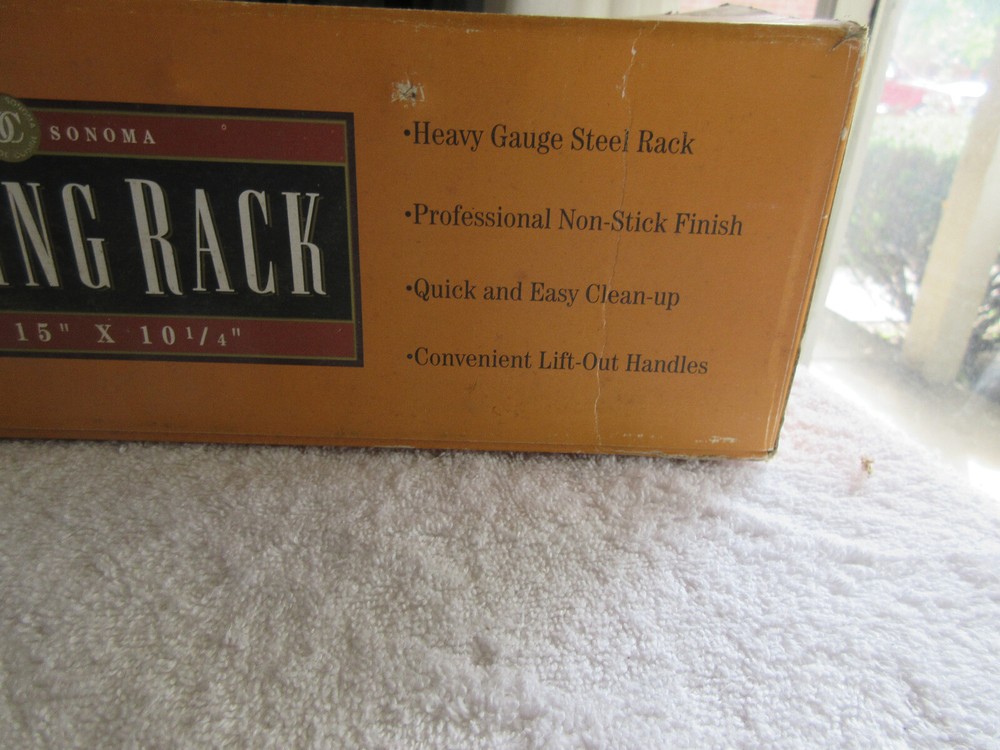 SONOMA
ING RACK
15" X 10 1/4"
•Heavy Gauge Steel Rack
•Professional Non-Stick Finish
•Quick and Easy Clean-up
•Convenient Lift-Out Handles